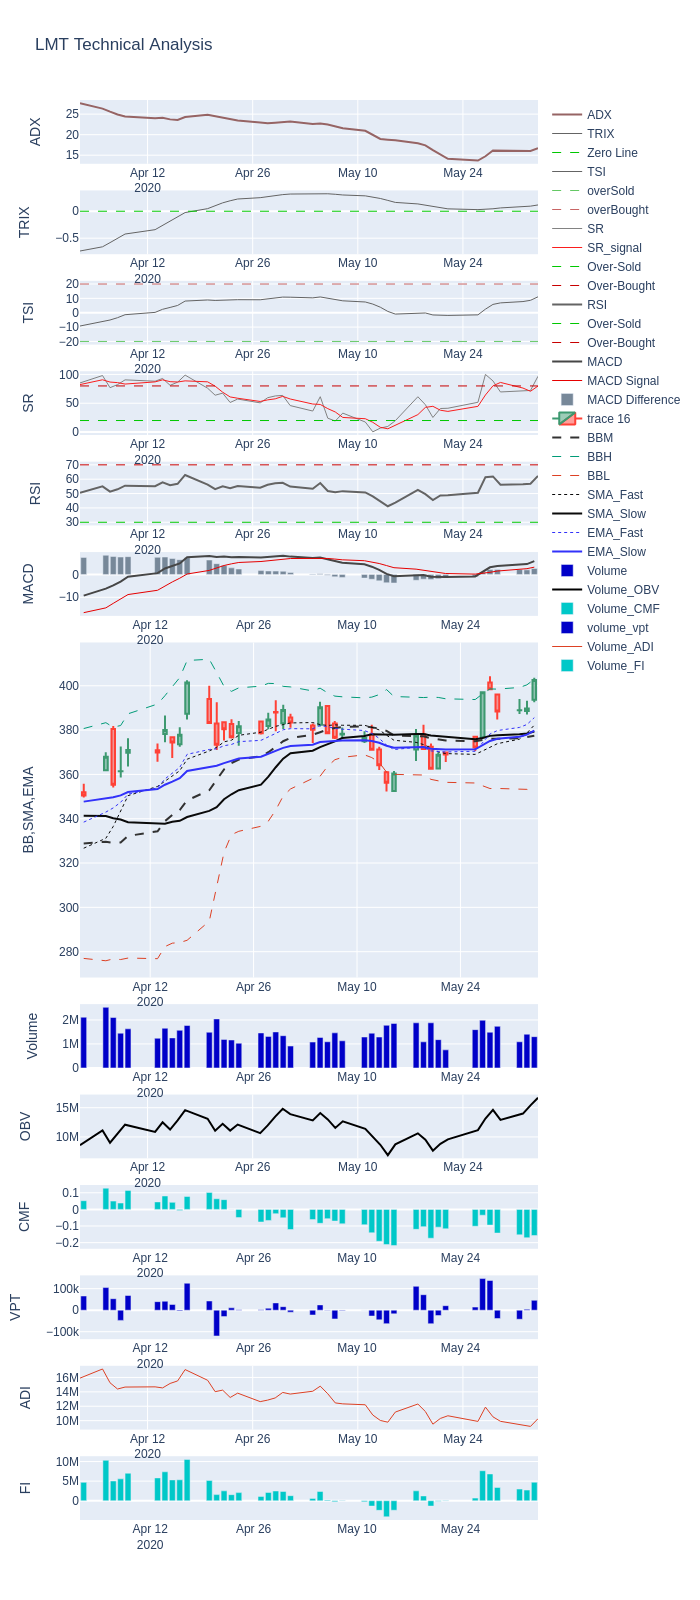 LMT Technical Analysis
ADX
25
20
15
Apr 12
2020
Apr 26
May 10
May 24
TRIX
0
−0.5
Apr 12
2020
Apr 26
May 10
May 24
TSI
20
10
0
−10
−20
Apr 12
2020
Apr 26
May 10
May 24
SR
100
50
0
Apr 12
2020
Apr 26
May 10
May 24
RSI
70
60
50
40
30
Apr 12
2020
Apr 26
May 10
May 24
MACD
0
−10
Apr 12
2020
Apr 26
May 10
May 24
BB,SMA,EMA
400
380
360
340
320
300
280
Apr 12
2020
Apr 26
May 10
May 24
Volume
2M
1M
0
Apr 12
2020
Apr 26
May 10
May 24
OBV
15M
10M
Apr 12
2020
Apr 26
May 10
May 24
CMF
0.1
0
−0.1
−0.2
Apr 12
2020
Apr 26
May 10
May 24
VPT
100k
0
−100k
Apr 12
2020
Apr 26
May 10
May 24
ADI
16M
14M
12M
10M
Apr 12
2020
Apr 26
May 10
May 24
FI
10M
5M
0
Apr 12
2020
Apr 26
May 10
May 24
ADX
TRIX
Zero Line
TSI
overSold
overBought
SR
SR_signal
Over-Sold
Over-Bought
RSI
Over-Sold
Over-Bought
MACD
MACD Signal
MACD Difference
trace 16
BBM
BBH
BBL
SMA_Fast
SMA_Slow
EMA_Fast
EMA_Slow
Volume
Volume_OBV
Volume_CMF
volume_vpt
Volume_ADI
Volume_FI